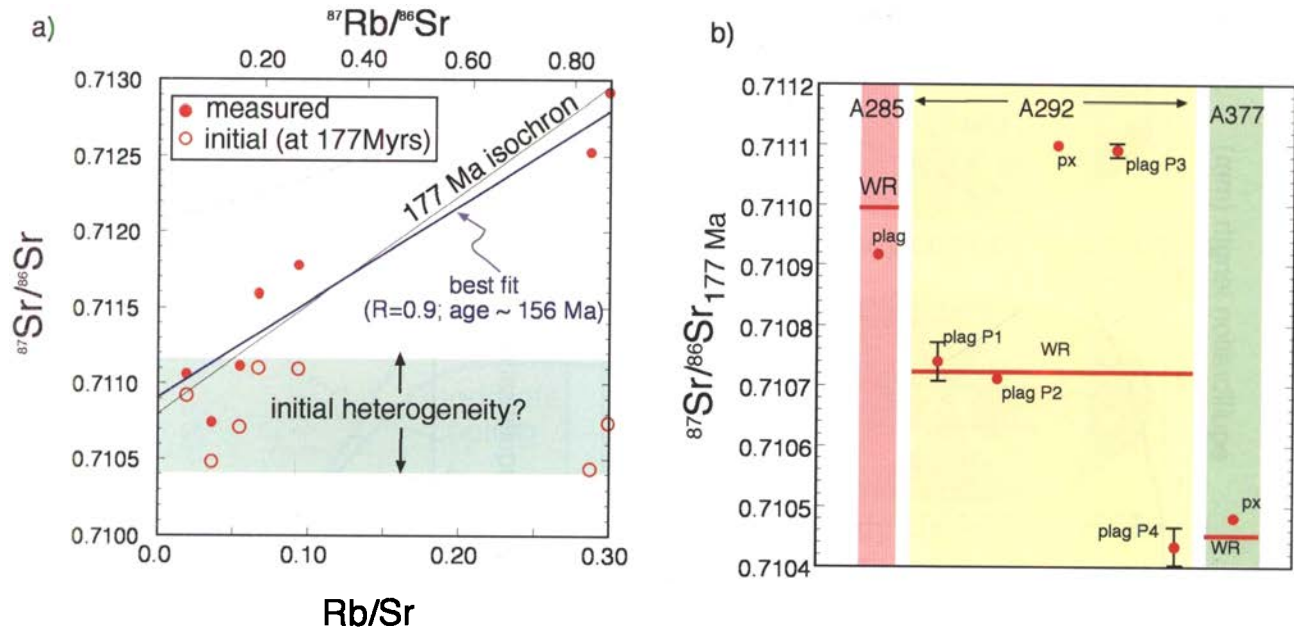 a)
⁸⁷Rb/⁸⁶Sr
0.20 0.40 0.60 0.80
0.7130
0.7125
0.7120
0.7115
0.7110
0.7105
0.7100
⁸⁷Sr/⁸⁶Sr
measured
initial (at 177Myrs)
177 Ma isochron
best fit
(R=0.9; age ~ 156 Ma)
initial heterogeneity?
0.0 0.10 0.20 0.30
Rb/Sr
b)
0.7112
0.7111
0.7110
0.7109
0.7108
0.7107
0.7106
0.7105
0.7104
⁸⁷Sr/⁸⁶Sr₁₇₇ Ma
A285 A292 A377
WR
plag
px
plag P3
plag P1
WR
plag P2
plag P4
px
WR